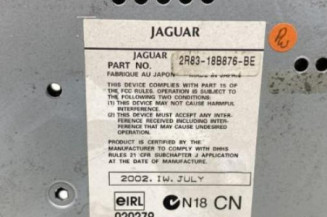 JAGUAR
JAGUAR
PART NO. 2R83-18B876-BE
FABRIQUE AU JAPON
THIS DEVICE COMPLIES WITH PART 15 OF
THE FCC RULES. OPERATION IS SUBJECT TO THE
FOLLOWING TWO CONDITIONS:
(1) THIS DEVICE MAY NOT CAUSE HARMFUL
INTERFERENCE.
(2) THIS DEVICE MUST ACCEPT ANY INTER-
FERENCE RECEIVED INCLUDING INTER-
FERENCE THAT MAY CAUSE UNDESIRED
OPERATION.
PRODUCT IS CERTIFIED BY THE
MANUFACTURER TO COMPLY WITH DHHS
RULES 21 CFR SUBCHAPTER J APPLICATION
AT THE DATE OF MANUFACTURE.
2002. IW. JULY
eIRL N18 CN
020279